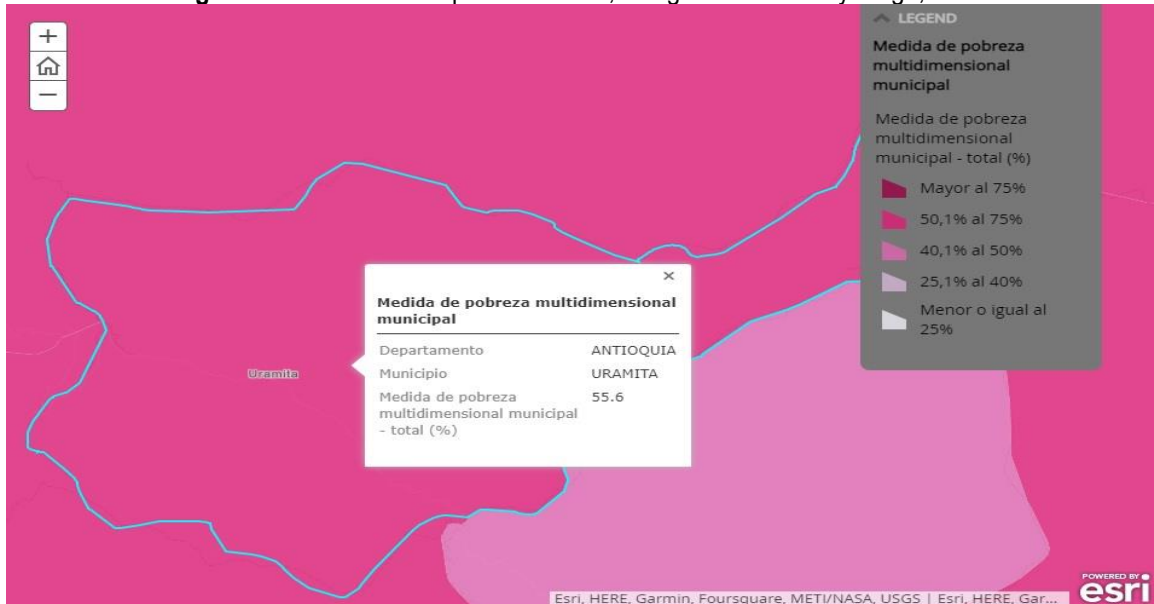 +
−
LEGEND
Medida de pobreza
multidimensional
municipal
Medida de pobreza
multidimensional
municipal - total (%)
Mayor al 75%
50,1% al 75%
40,1% al 50%
25,1% al 40%
Menor o igual al
25%
×
Medida de pobreza multidimensional
municipal
Departamento ANTIOQUIA
Municipio URAMITA
Medida de pobreza 55.6
multidimensional municipal
- total (%)
Uramita
Esri, HERE, Garmin, Foursquare, METI/NASA, USGS | Esri, HERE, Gar...
POWERED BY
esri